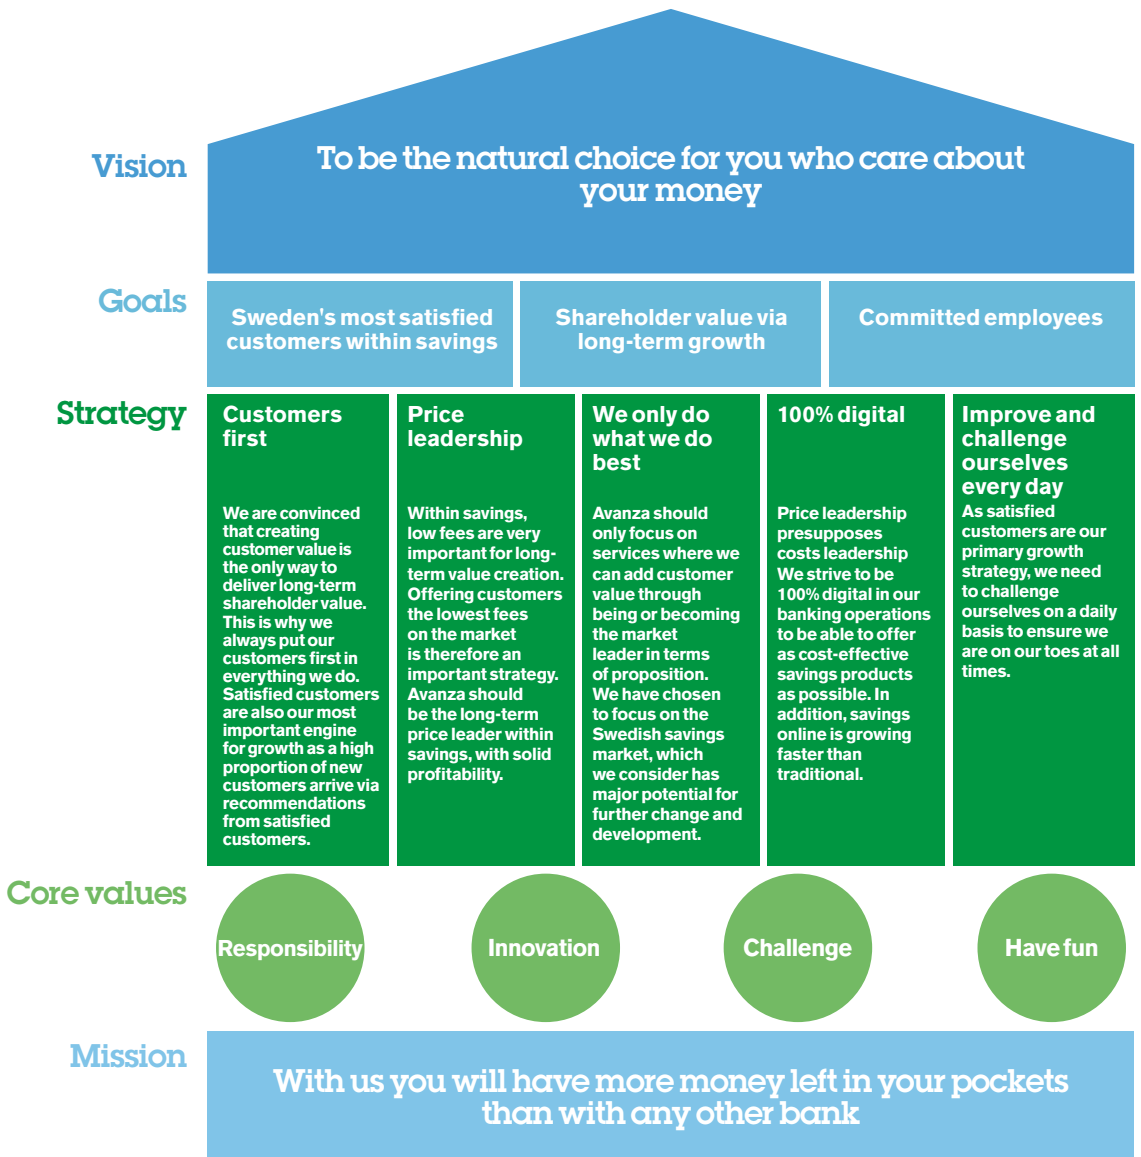 Vision
To be the natural choice for you who care about
your money
Goals
Sweden's most satisfied
customers within savings
Shareholder value via
long-term growth
Committed employees
Strategy
Customers
first
We are convinced
that creating
customer value is
the only way to
deliver long-term
shareholder value.
This is why we
always put our
customers first in
everything we do.
Satisfied customers
are also our most
important engine
for growth as a high
proportion of new
customers arrive via
recommendations
from satisfied
customers.
Price
leadership
Within savings,
low fees are very
important for long-
term value creation.
Offering customers
the lowest fees
on the market
is therefore an
important strategy.
Avanza should
be the long-term
price leader within
savings, with solid
profitability.
We only do
what we do
best
Avanza should
only focus on
services where we
can add customer
value through
being or becoming
the market
leader in terms
of proposition.
We have chosen
to focus on the
Swedish savings
market, which
we consider has
major potential for
further change and
development.
100% digital
Price leadership
presupposes
costs leadership
We strive to be
100% digital in our
banking operations
to be able to offer
as cost-effective
savings products
as possible. In
addition, savings
online is growing
faster than
traditional.
Improve and
challenge
ourselves
every day
As satisfied
customers are our
primary growth
strategy, we need
to challenge
ourselves on a daily
basis to ensure we
are on our toes at all
times.
Core values
Responsibility
Innovation
Challenge
Have fun
Mission
With us you will have more money left in your pockets
than with any other bank